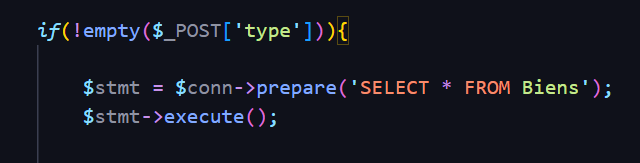 if(!empty($_POST['type'])){
$stmt = $conn->prepare('SELECT * FROM Biens');
$stmt->execute();